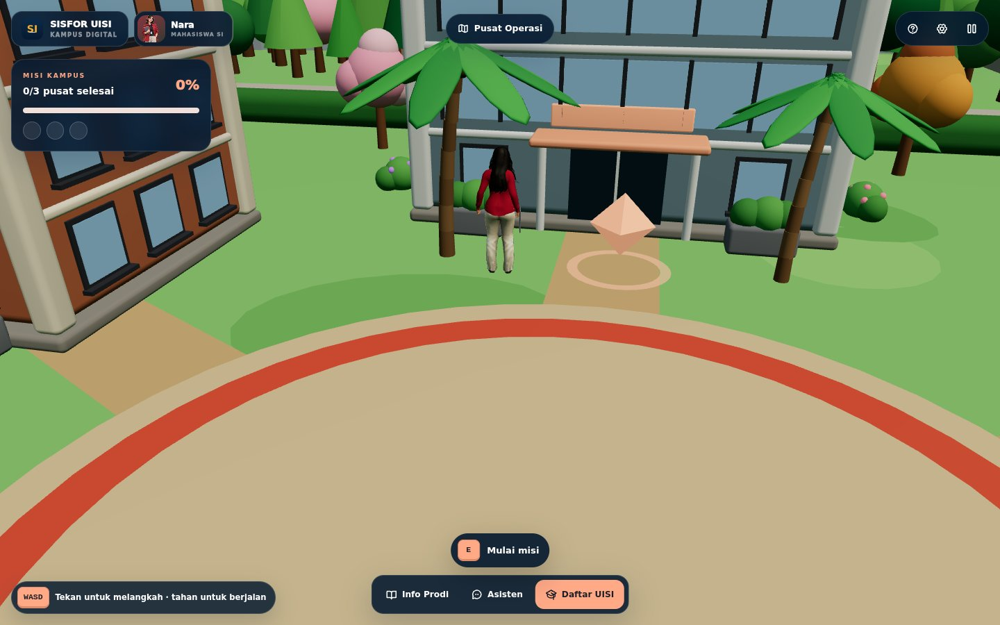 SI
SISFOR UISI
KAMPUS DIGITAL
Nara
MAHASISWA SI
Pusat Operasi
MISI KAMPUS
0/3 pusat selesai
0%
E
Mulai misi
WASD
Tekan untuk melangkah · tahan untuk berjalan
Info Prodi
Asisten
Daftar UISI